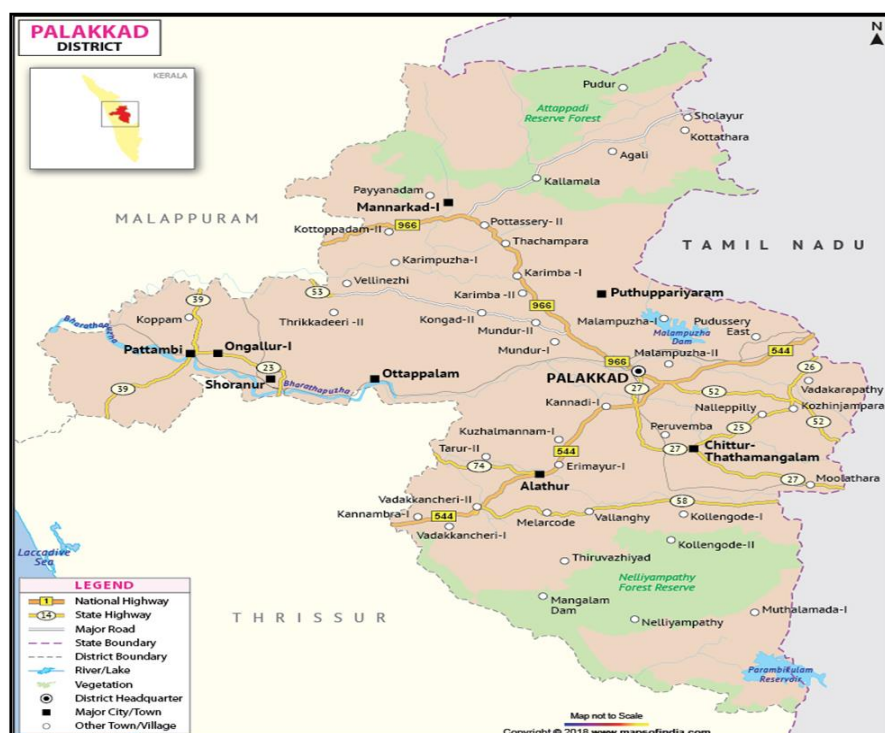 PALAKKAD
DISTRICT
N
KERALA
Pudur
Attappadi
Reserve Forest
Sholayur
Kottathara
Agali
Kallamala
Payyanadam
Mannarkad-I
MALAPPURAM
966
Pottassery- II
Kottoppadam-II
Thachampara
TAMIL NADU
Karimpuzha-I
Karimba -I
Vellinezhi
53
Karimba -II
Puthuppariyaram
39
966
Koppam
Thrikkadeeri -II
Kongad-II
Malampuzha-I
Pudussery
East
Malampuzha
Dam
Mundur-II
Bharathapuzha
Mundur-I
544
Pattambi
Ongallur-I
966
Malampuzha-II
23
Shoranur
Bharathapuzha
Ottappalam
PALAKKAD
26
39
27
52
Vadakarapathy
Kannadi-I
Nalleppilly
Kozhinjampara
25
52
Kuzhalmannam-I
Peruvemba
Tarur-II
544
27
Chittur-
Thathamangalam
74
Erimayur-I
Alathur
27
Moolathara
Vadakkancheri-II
58
Kannambra-I
544
Melarcode
Vallanghy
Kollengode-I
Vadakkancheri-I
Kollengode-II
Laccadive
Sea
Thiruvazhiyad
Nelliyampathy
Forest Reserve
Mangalam
Dam
Muthalamada-I
THRISSUR
Nelliyampathy
Parambikulam
Reservoir
LEGEND
1 National Highway
14 State Highway
Major Road
State Boundary
District Boundary
River/Lake
Vegetation
District Headquarter
Major City/Town
Other Town/Village
Map not to Scale
Copyright © 2018 www.mapsofindia.com